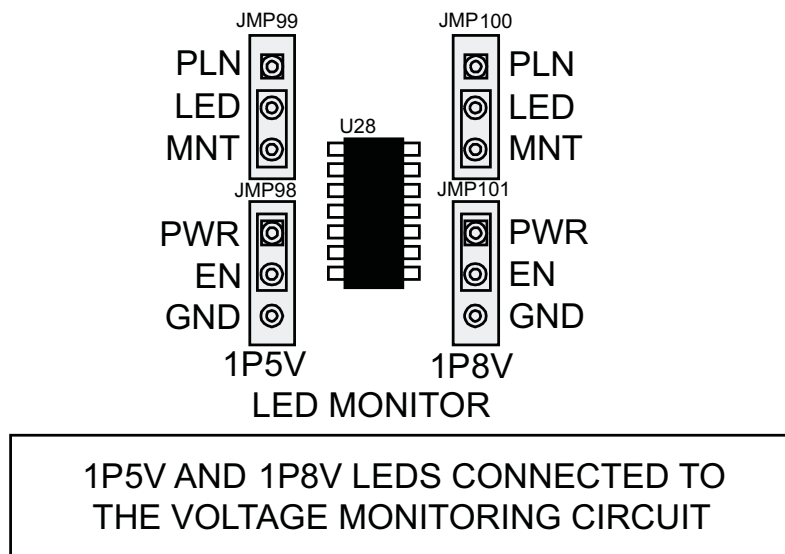 JMP99
JMP100
PLN
PLN
LED
LED
MNT
MNT
U28
JMP98
JMP101
PWR
PWR
EN
EN
GND
GND
1P5V
1P8V
LED MONITOR
1P5V AND 1P8V LEDS CONNECTED TO
THE VOLTAGE MONITORING CIRCUIT